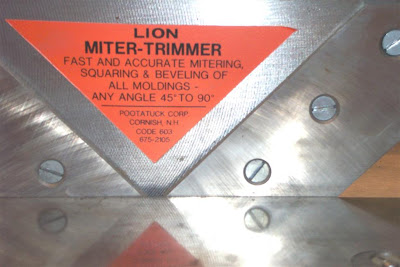 LION
MITER-TRIMMER
FAST AND ACCURATE MITERING,
SQUARING & BEVELING OF
ALL MOLDINGS -
ANY ANGLE 45° TO 90°
POOTATUCK CORP.
CORNISH, N.H.
CODE 603
675-2105